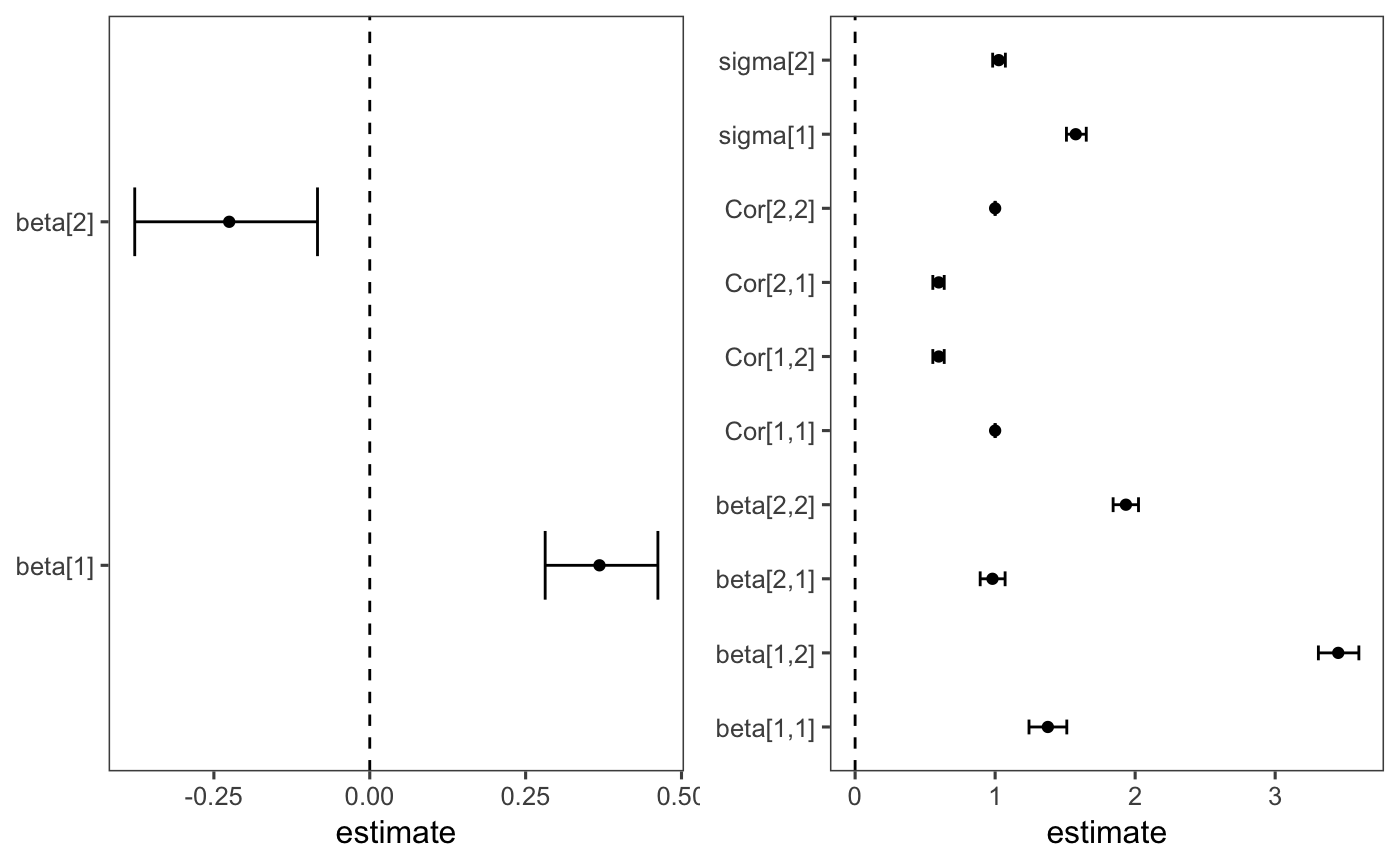 beta[2]
beta[1]
-0.25 0.00 0.25 0.50
estimate
sigma[2]
sigma[1]
Cor[2,2]
Cor[2,1]
Cor[1,2]
Cor[1,1]
beta[2,2]
beta[2,1]
beta[1,2]
beta[1,1]
0 1 2 3
estimate